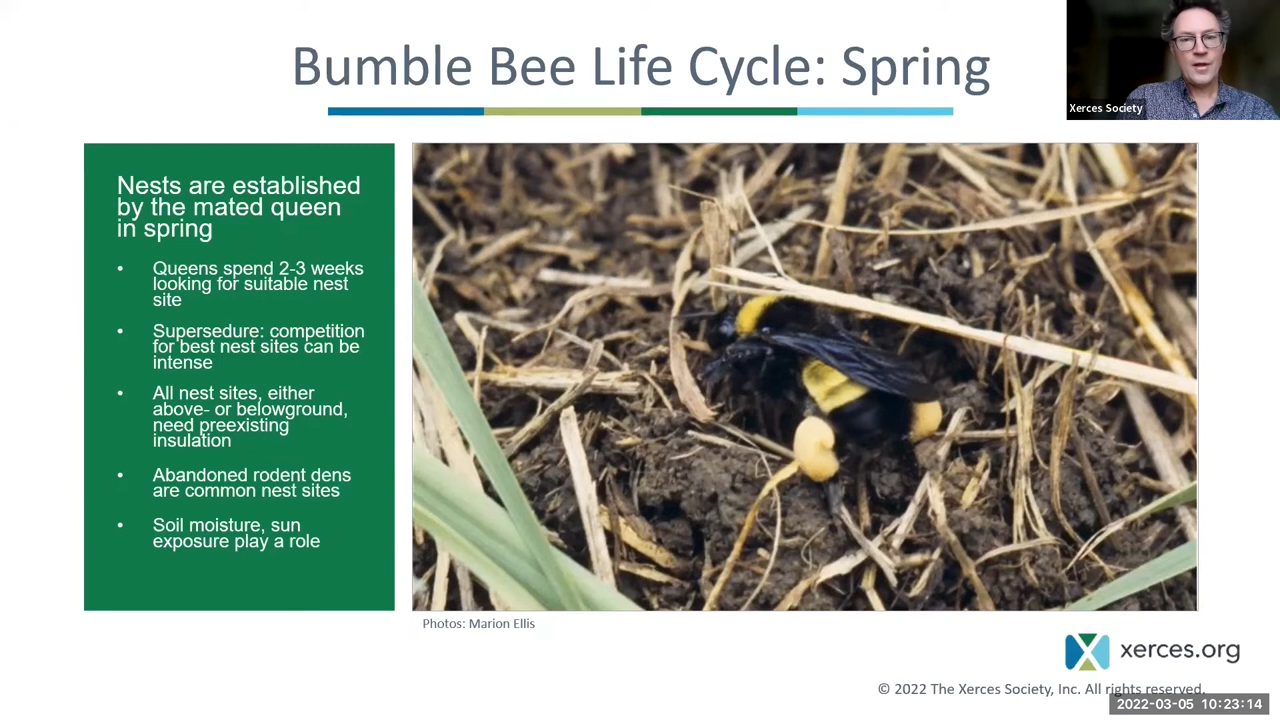 Bumble Bee Life Cycle: Spring
Xerces Society
Nests are established
by the mated queen
in spring
• Queens spend 2-3 weeks
looking for suitable nest
site
• Supersedure: competition
for best nest sites can be
intense
• All nest sites, either
above- or belowground,
need preexisting
insulation
• Abandoned rodent dens
are common nest sites
• Soil moisture, sun
exposure play a role
Photos: Marion Ellis
xerces.org
© 2022 The Xerces Society, Inc. All rights reserved.
2022-03-05 10:23:14